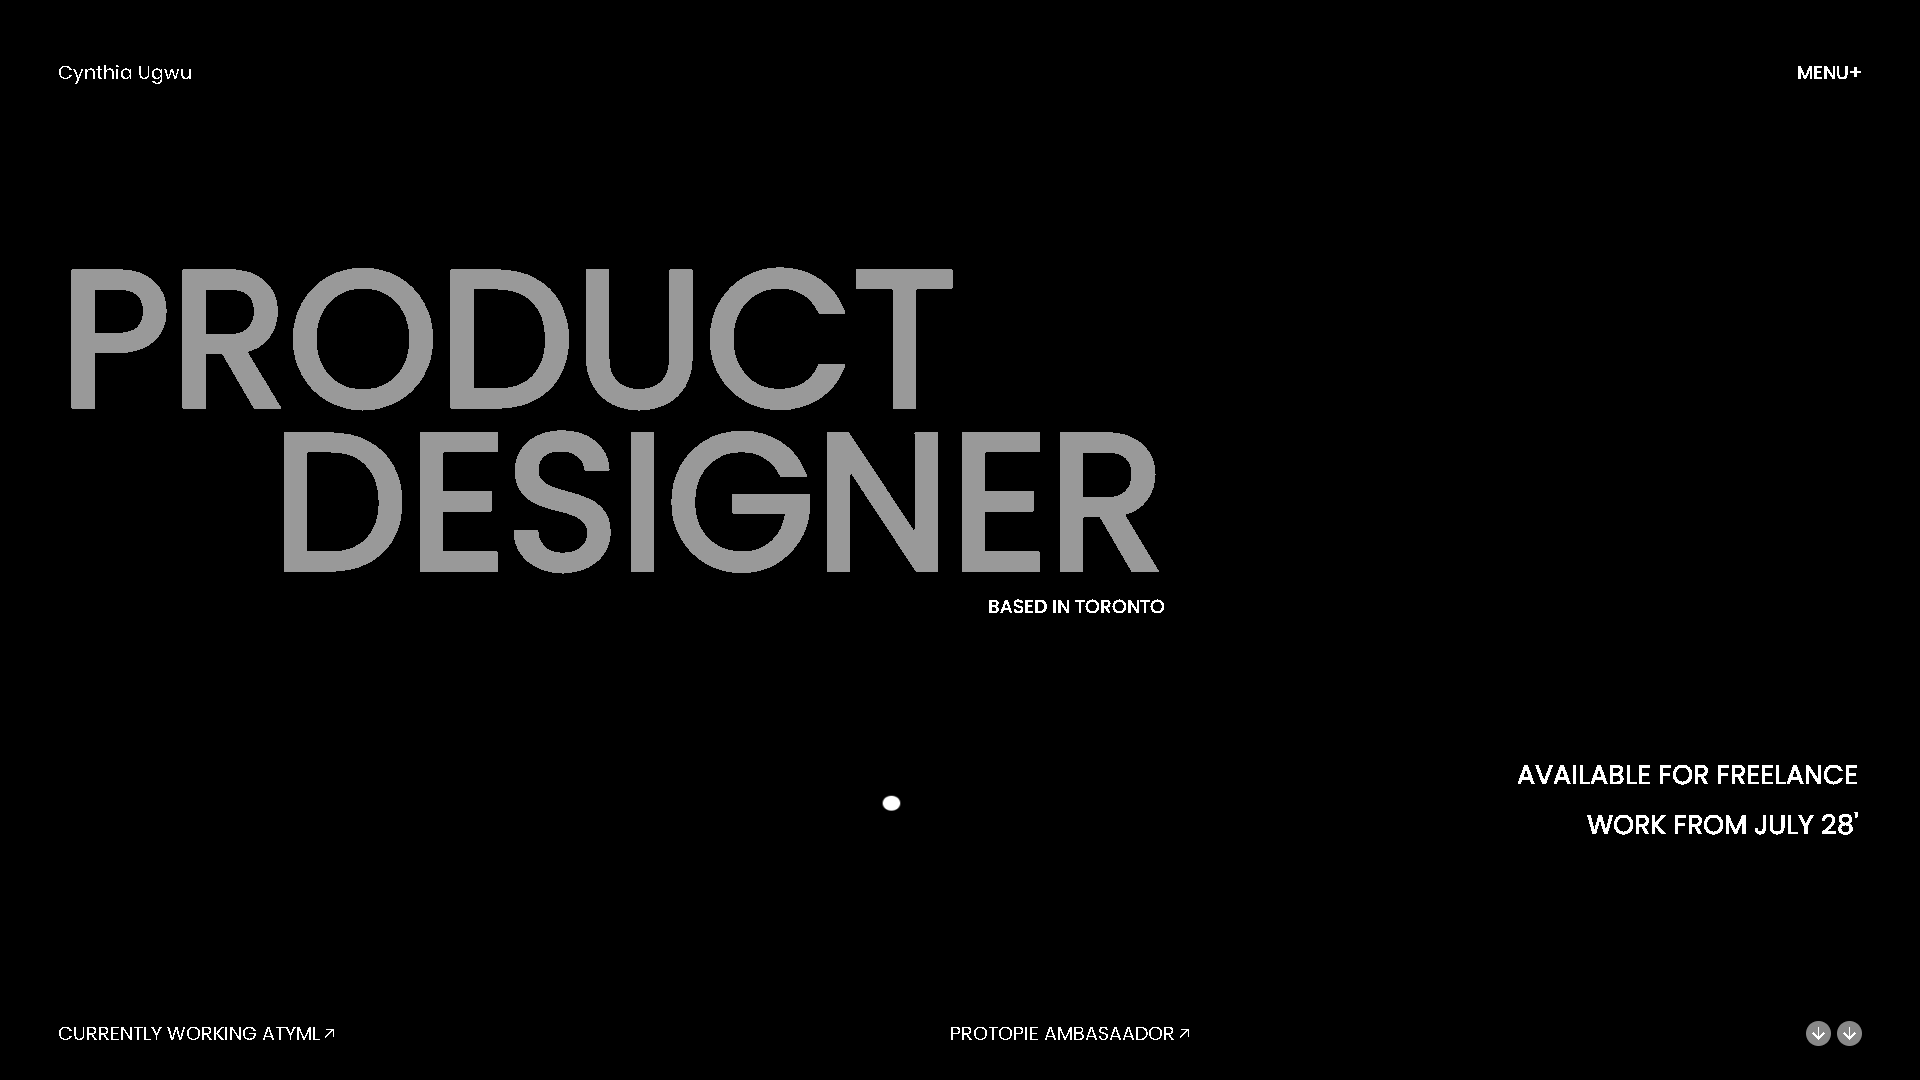 Cynthia Ugwu
MENU+
PRODUCT
DESIGNER
BASED IN TORONTO
AVAILABLE FOR FREELANCE
WORK FROM JULY 28'
CURRENTLY WORKING ATYML↗
PROTOPIE AMBASAADOR↗